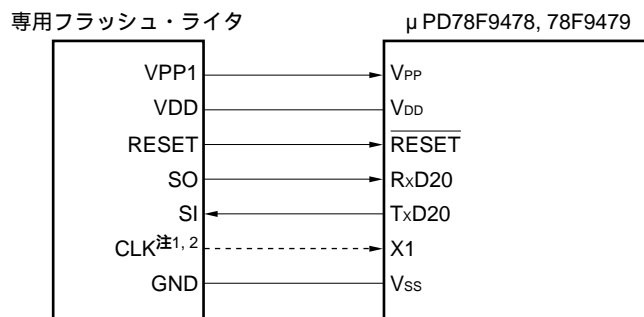 専用フラッシュ・ライタ μPD78F9478, 78F9479
VPP1 VPP
VDD VDD
RESET RESET
SO RxD20
SI TxD20
CLK注1, 2 X1
GND VSS